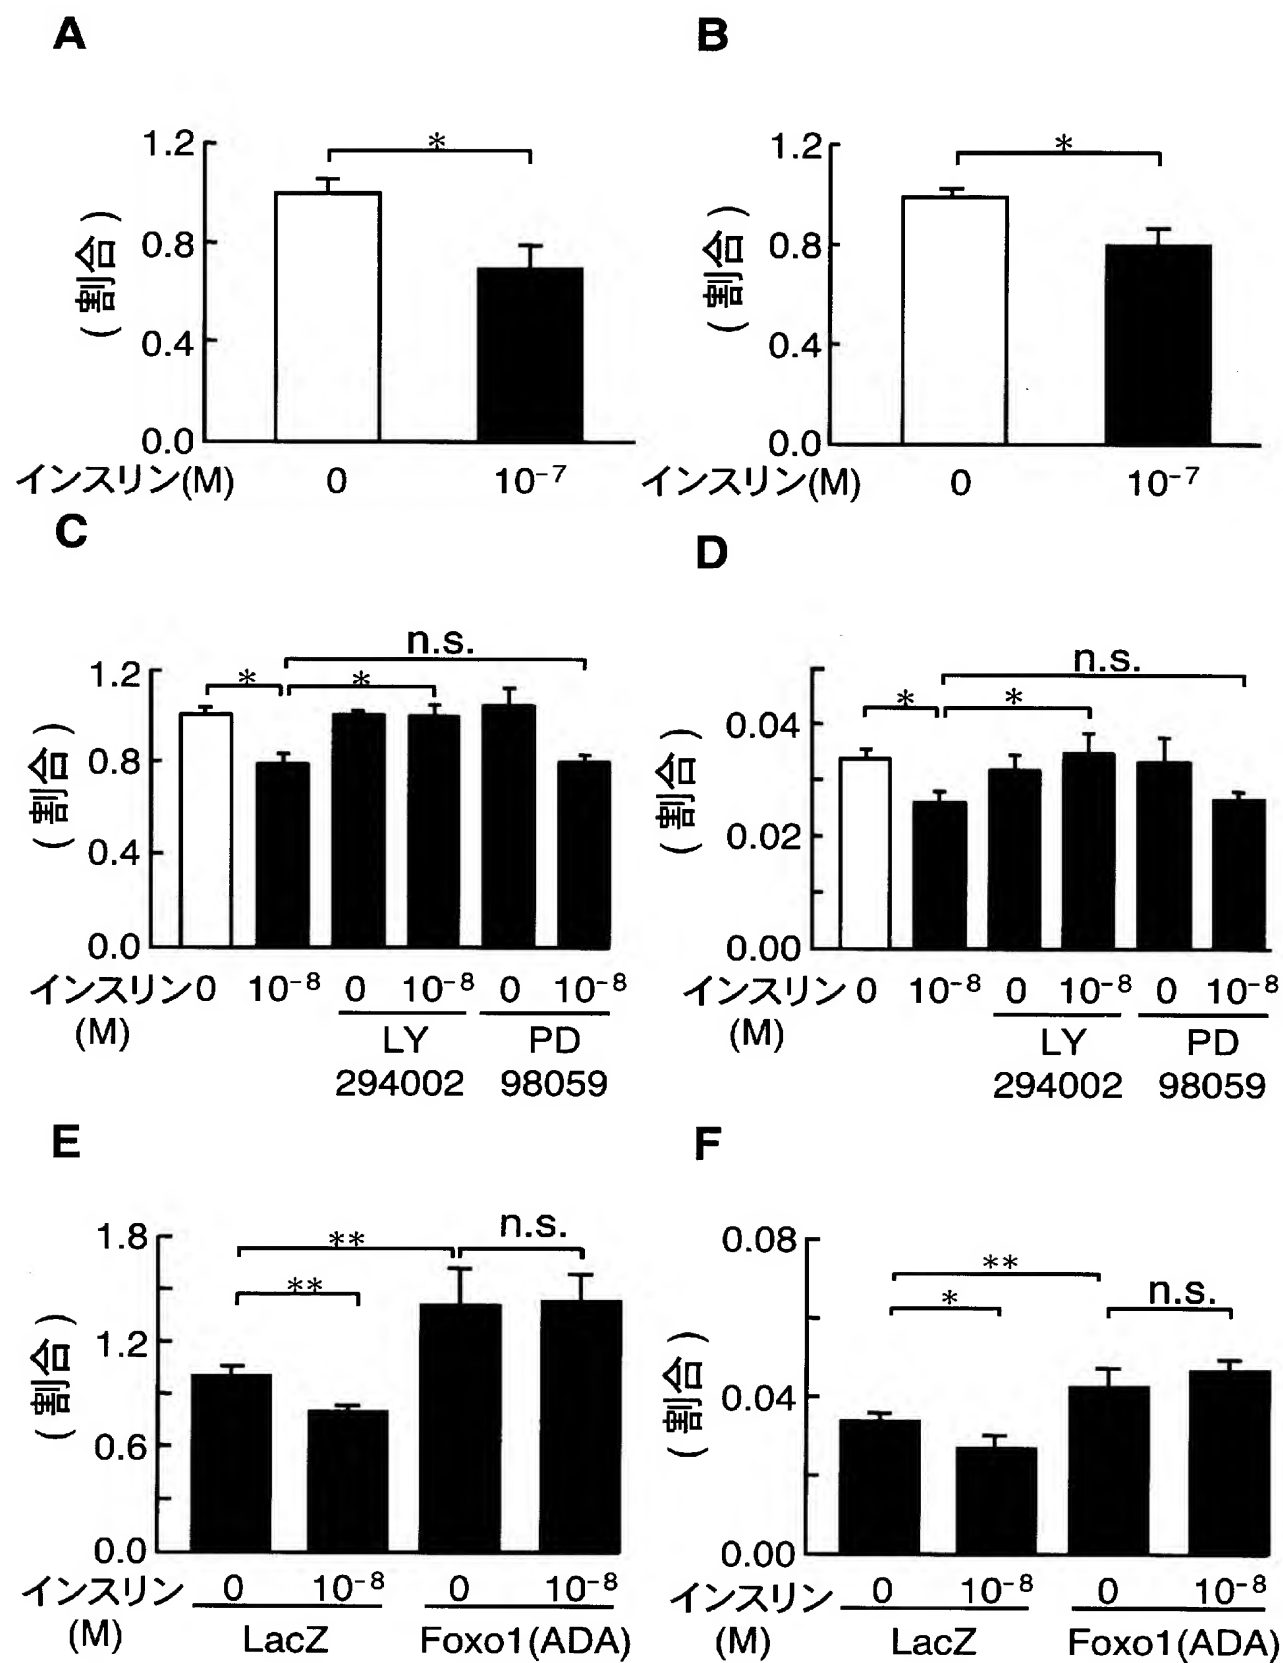 A
*
1.2
0.8
0.4
0.0
(割合)
インスリン(M) 0 10⁻⁷
B
*
1.2
0.8
0.4
0.0
(割合)
インスリン(M) 0 10⁻⁷
C
n.s.
* *
1.2
0.8
0.4
0.0
(割合)
インスリン 0 10⁻⁸ 0 10⁻⁸ 0 10⁻⁸
(M) LY PD
294002 98059
D
n.s.
* *
0.04
0.02
0.00
(割合)
インスリン 0 10⁻⁸ 0 10⁻⁸ 0 10⁻⁸
(M) LY PD
294002 98059
E
** n.s.
**
1.8
1.2
0.6
0.0
(割合)
インスリン 0 10⁻⁸ 0 10⁻⁸
(M) LacZ Foxo1(ADA)
F
**
* n.s.
0.08
0.04
0.00
(割合)
インスリン 0 10⁻⁸ 0 10⁻⁸
(M) LacZ Foxo1(ADA)